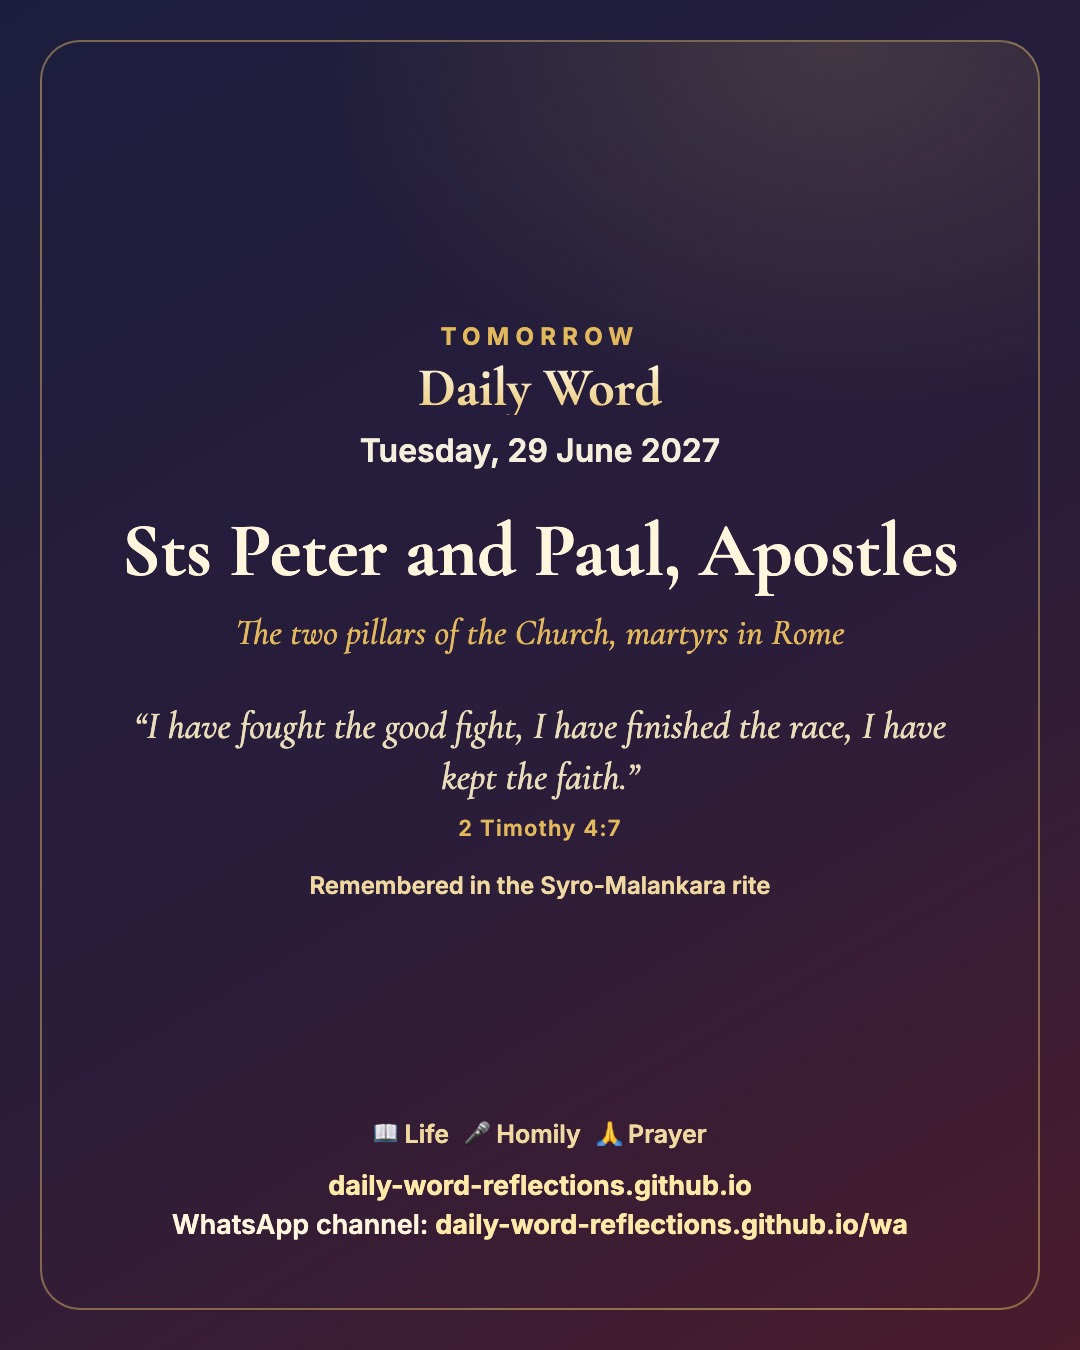 TOMORROW
Daily Word
Tuesday, 29 June 2027
Sts Peter and Paul, Apostles
The two pillars of the Church, martyrs in Rome
“I have fought the good fight, I have finished the race, I have
kept the faith.”
2 Timothy 4:7
Remembered in the Syro-Malankara rite
📖 Life 🎤 Homily 🙏 Prayer
daily-word-reflections.github.io
WhatsApp channel: daily-word-reflections.github.io/wa